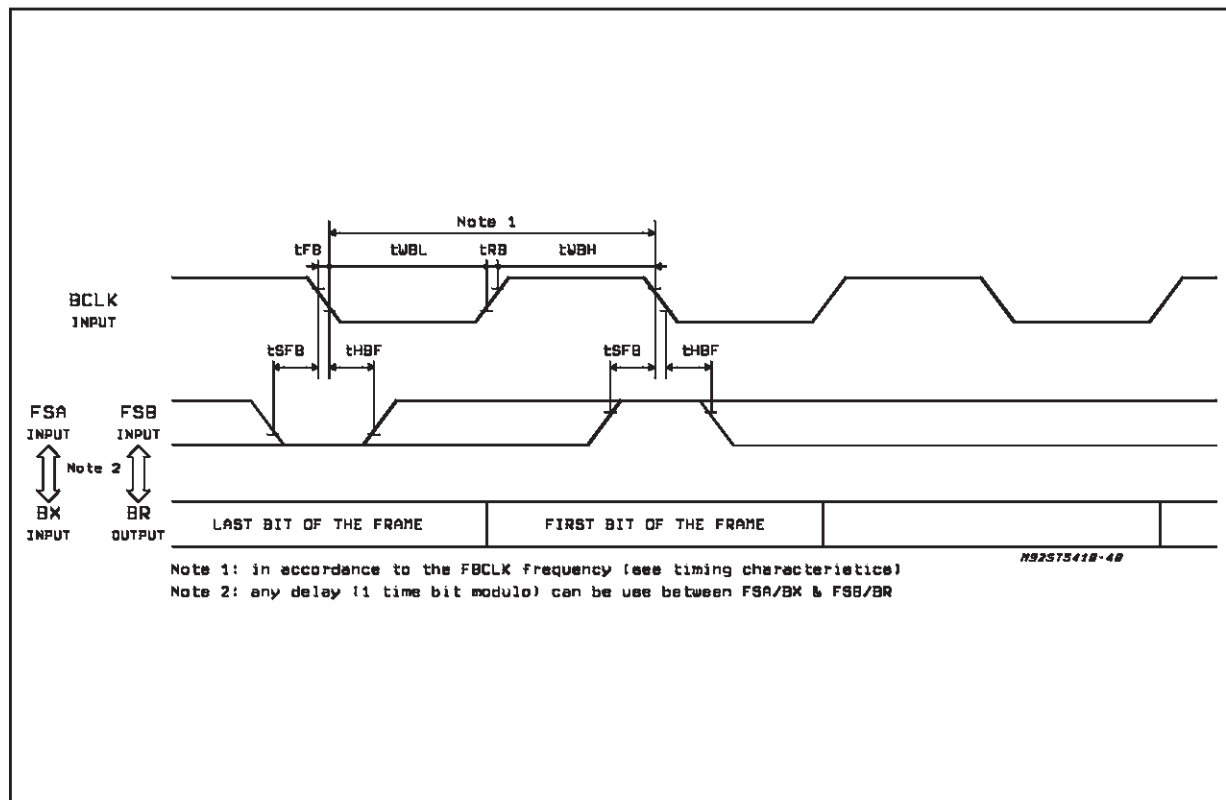 Note 1
tFB tWBL tRB tWBH
BCLK
INPUT
tSFB tHBF tSFB tHBF
FSA FSB
INPUT INPUT
Note 2
BX BR
INPUT OUTPUT
LAST BIT OF THE FRAME FIRST BIT OF THE FRAME
M92ST5410-40
Note 1: in accordance to the FBCLK frequency (see timing characteristics)
Note 2: any delay (1 time bit modulo) can be use between FSA/BX & FSB/BR